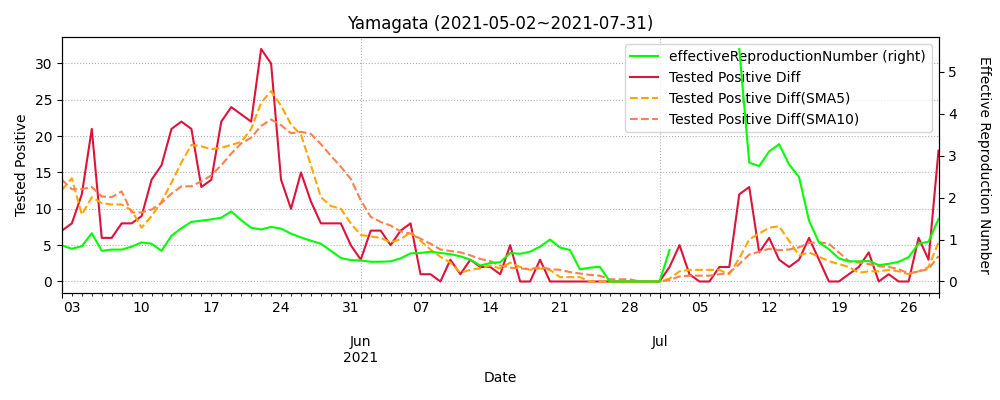 Yamagata (2021-05-02~2021-07-31)
effectiveReproductionNumber (right)
Tested Positive Diff
Tested Positive Diff(SMA5)
Tested Positive Diff(SMA10)
Tested Positive
30
25
20
15
10
5
0
5
4
3
2
1
0
Effective Reproduction Number
03 10 17 24 31 07 14 21 28 05 12 19 26
Jun Jul
2021
Date